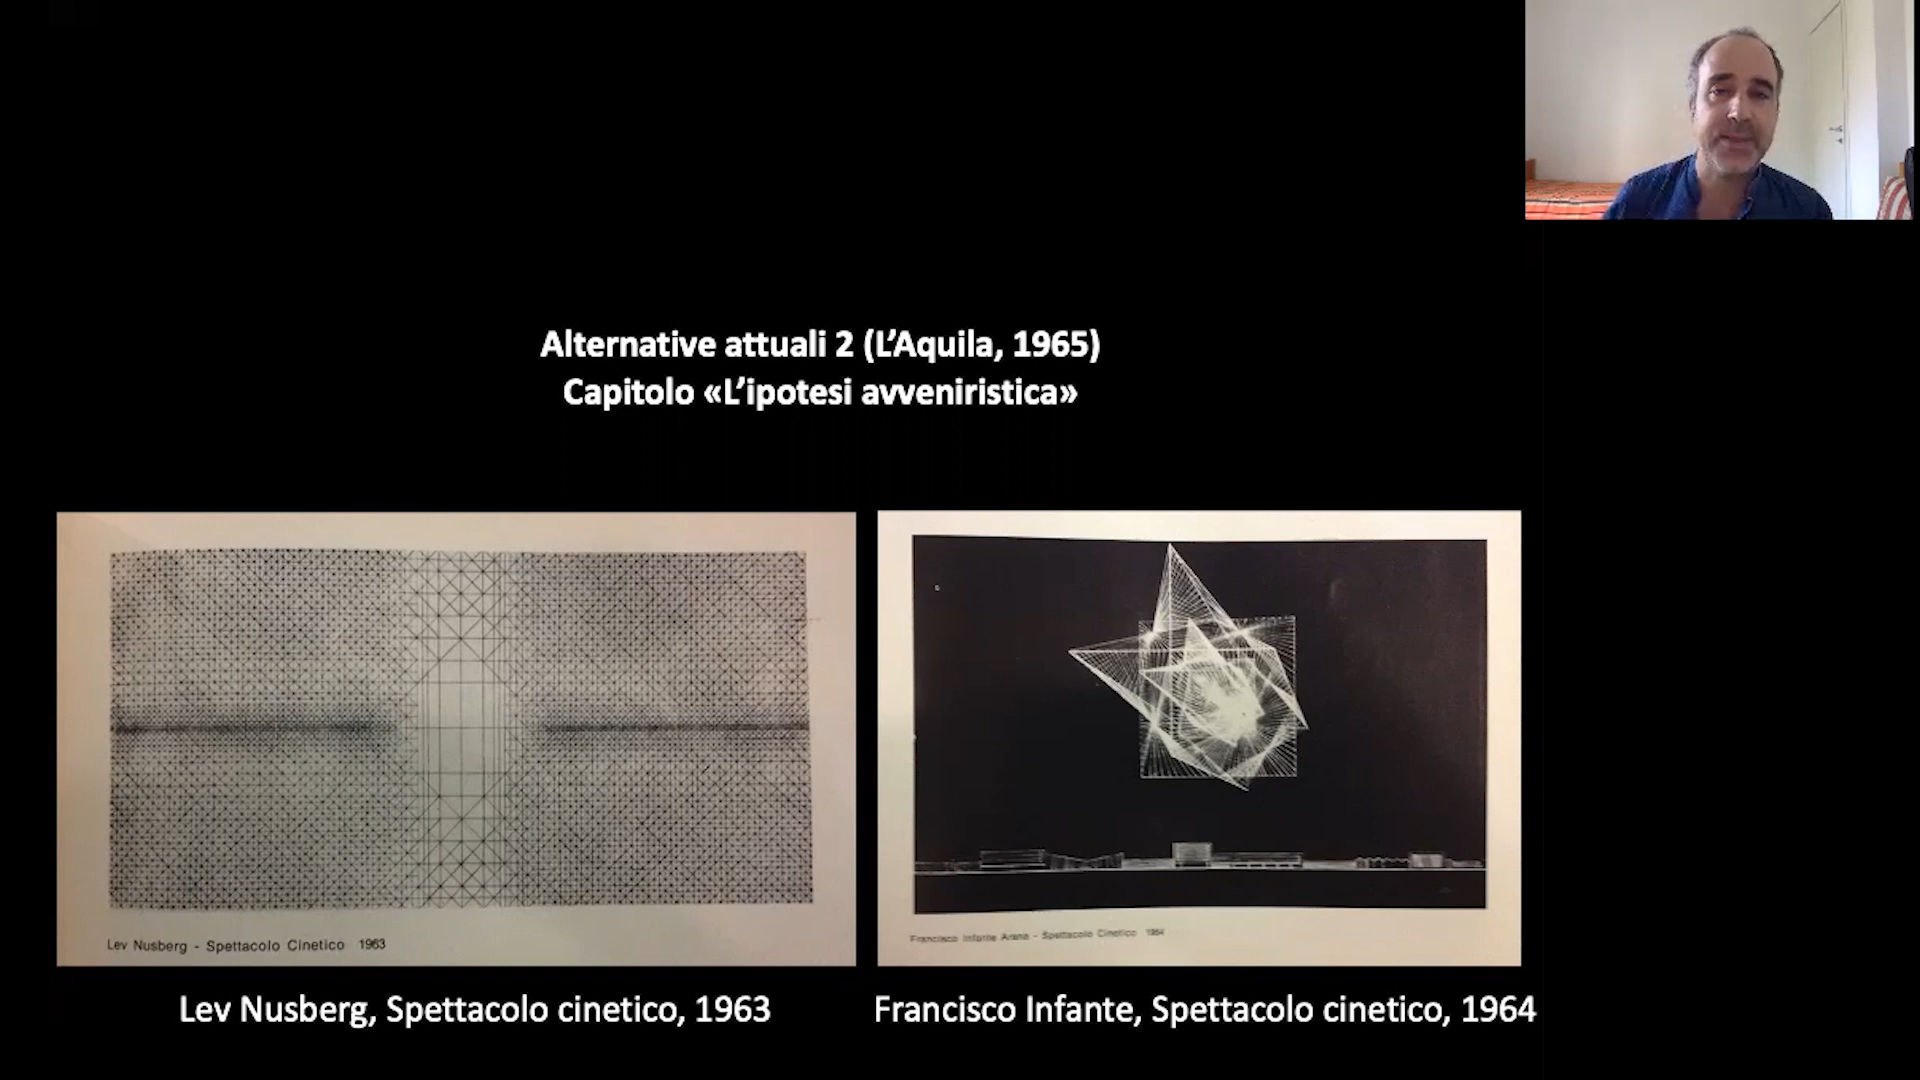 Alternative attuali 2 (L’Aquila, 1965)
Capitolo «L’ipotesi avveniristica»
Lev Nusberg - Spettacolo Cinetico 1963
Francisco Infante Arana - Spettacolo Cinetico 1964
Lev Nusberg, Spettacolo cinetico, 1963
Francisco Infante, Spettacolo cinetico, 1964